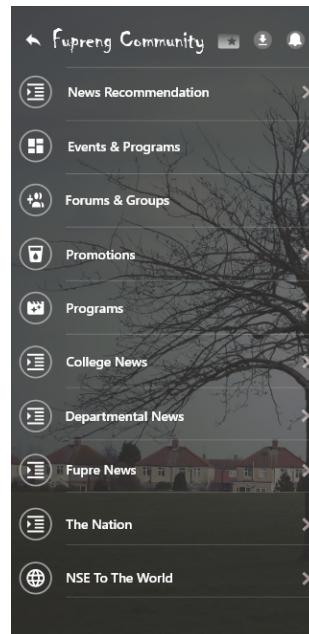 Fupreng Community
News Recommendation
Events & Programs
Forums & Groups
Promotions
Programs
College News
Departmental News
Fupre News
The Nation
NSE To The World